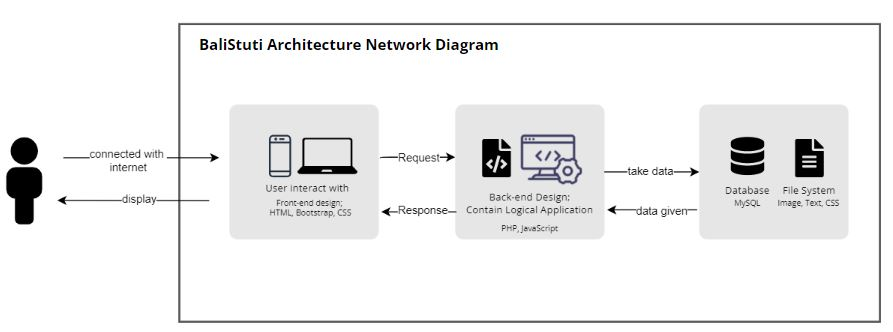 BaliStuti Architecture Network Diagram
connected with
internet
display
User interact with
Front-end design;
HTML, Bootstrap, CSS
Request
Response
Back-end Design;
Contain Logical Application
PHP, JavaScript
take data
data given
Database
MySQL
File System
Image, Text, CSS